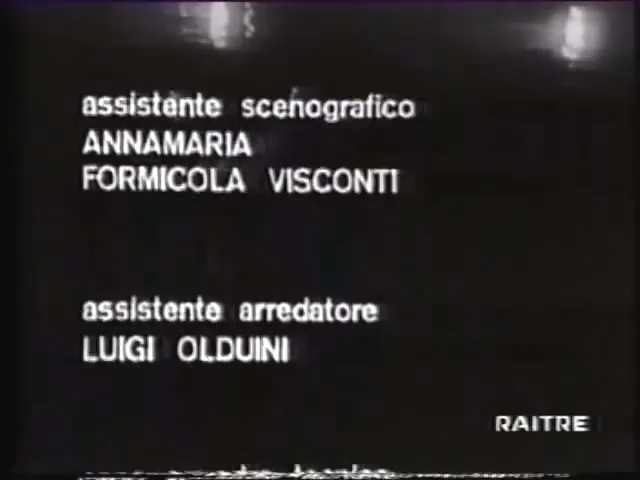 assistente scenografico
ANNAMARIA
FORMICOLA VISCONTI
assistente arredatore
LUIGI OLDUINI
RAITRE